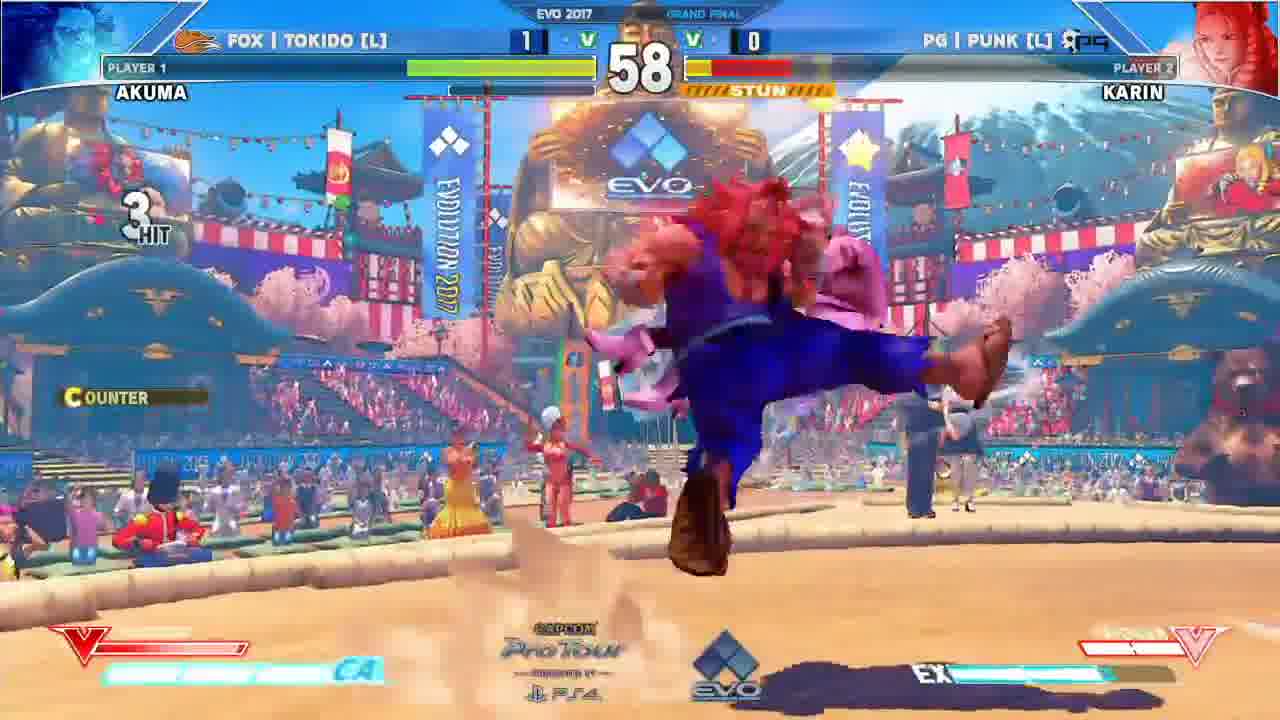 EVO 2017
GRAND FINAL
FOX | TOKIDO [L]
1
V
58
V
0
PG | PUNK [L]
PG
PLAYER 1
PLAYER 2
AKUMA
STUN
KARIN
EVO
EVOLUTION 2017
3
HIT
COUNTER
CAPCOM
Pro Tour
PS4
EVO
V
CA
EX
V